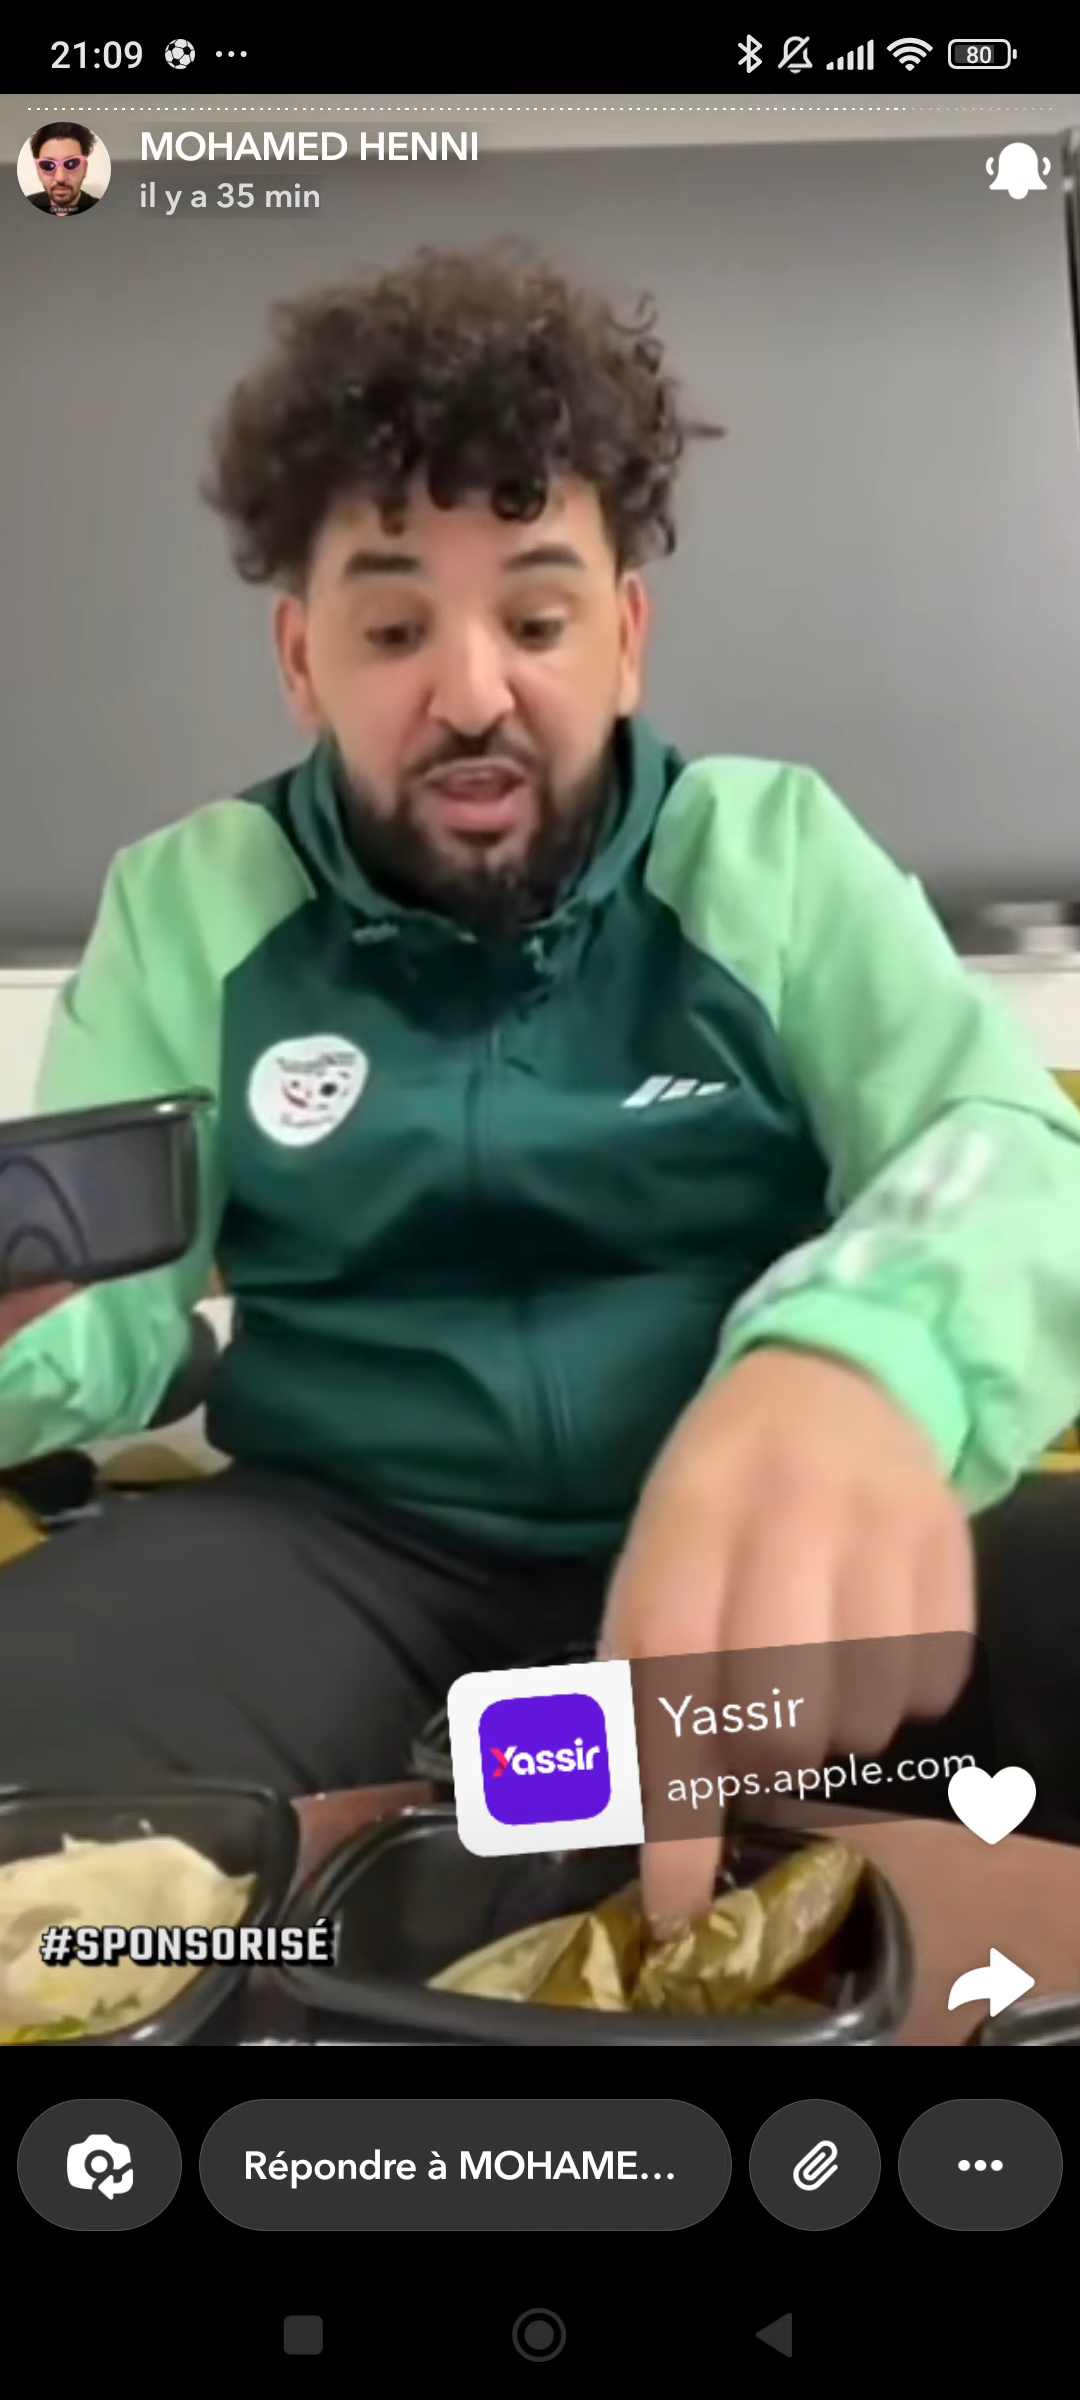 21:09
80
MOHAMED HENNI
il y a 35 min
Yassir
Yassir
apps.apple.com
#SPONSORISÉ
Répondre à MOHAME...